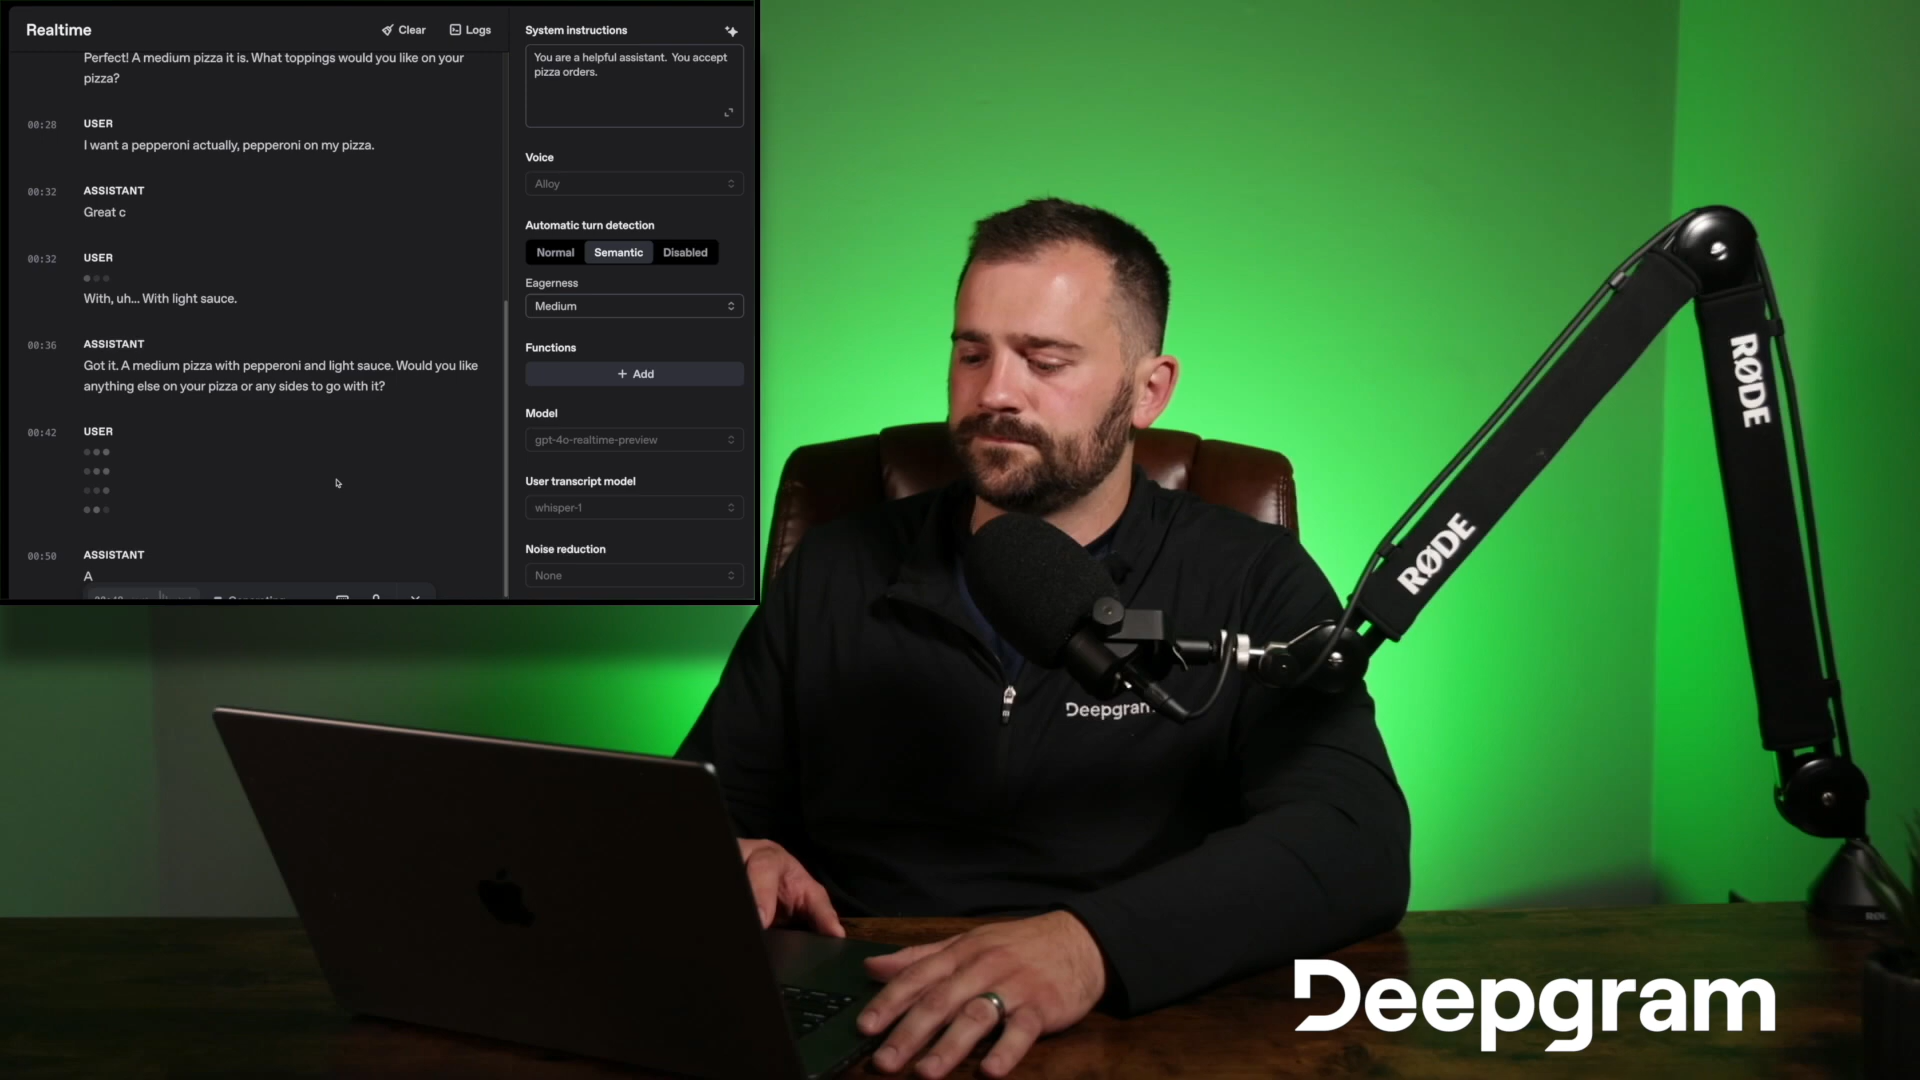 Realtime
Clear
Logs
Perfect! A medium pizza it is. What toppings would you like on your
pizza?
00:28
USER
I want a pepperoni actually, pepperoni on my pizza.
00:32
ASSISTANT
Great c
00:32
USER
With, uh... With light sauce.
00:36
ASSISTANT
Got it. A medium pizza with pepperoni and light sauce. Would you like
anything else on your pizza or any sides to go with it?
00:42
USER
00:50
ASSISTANT
A
System instructions
You are a helpful assistant. You accept
pizza orders.
Voice
Alloy
Automatic turn detection
Normal
Semantic
Disabled
Eagerness
Medium
Functions
+ Add
Model
gpt-4o-realtime-preview
User transcript model
whisper-1
Noise reduction
None
RØDE
RØDE
Deepgram
Deepgram